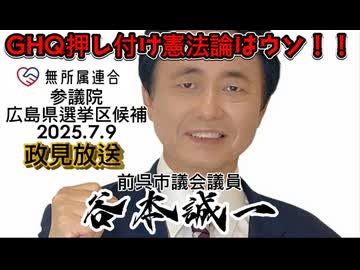 GHQ押し付け憲法論はウソ！！
無所属連合
参議院
広島県選挙区候補
2025.7.9
政見放送
前呉市議会議員
谷本誠一